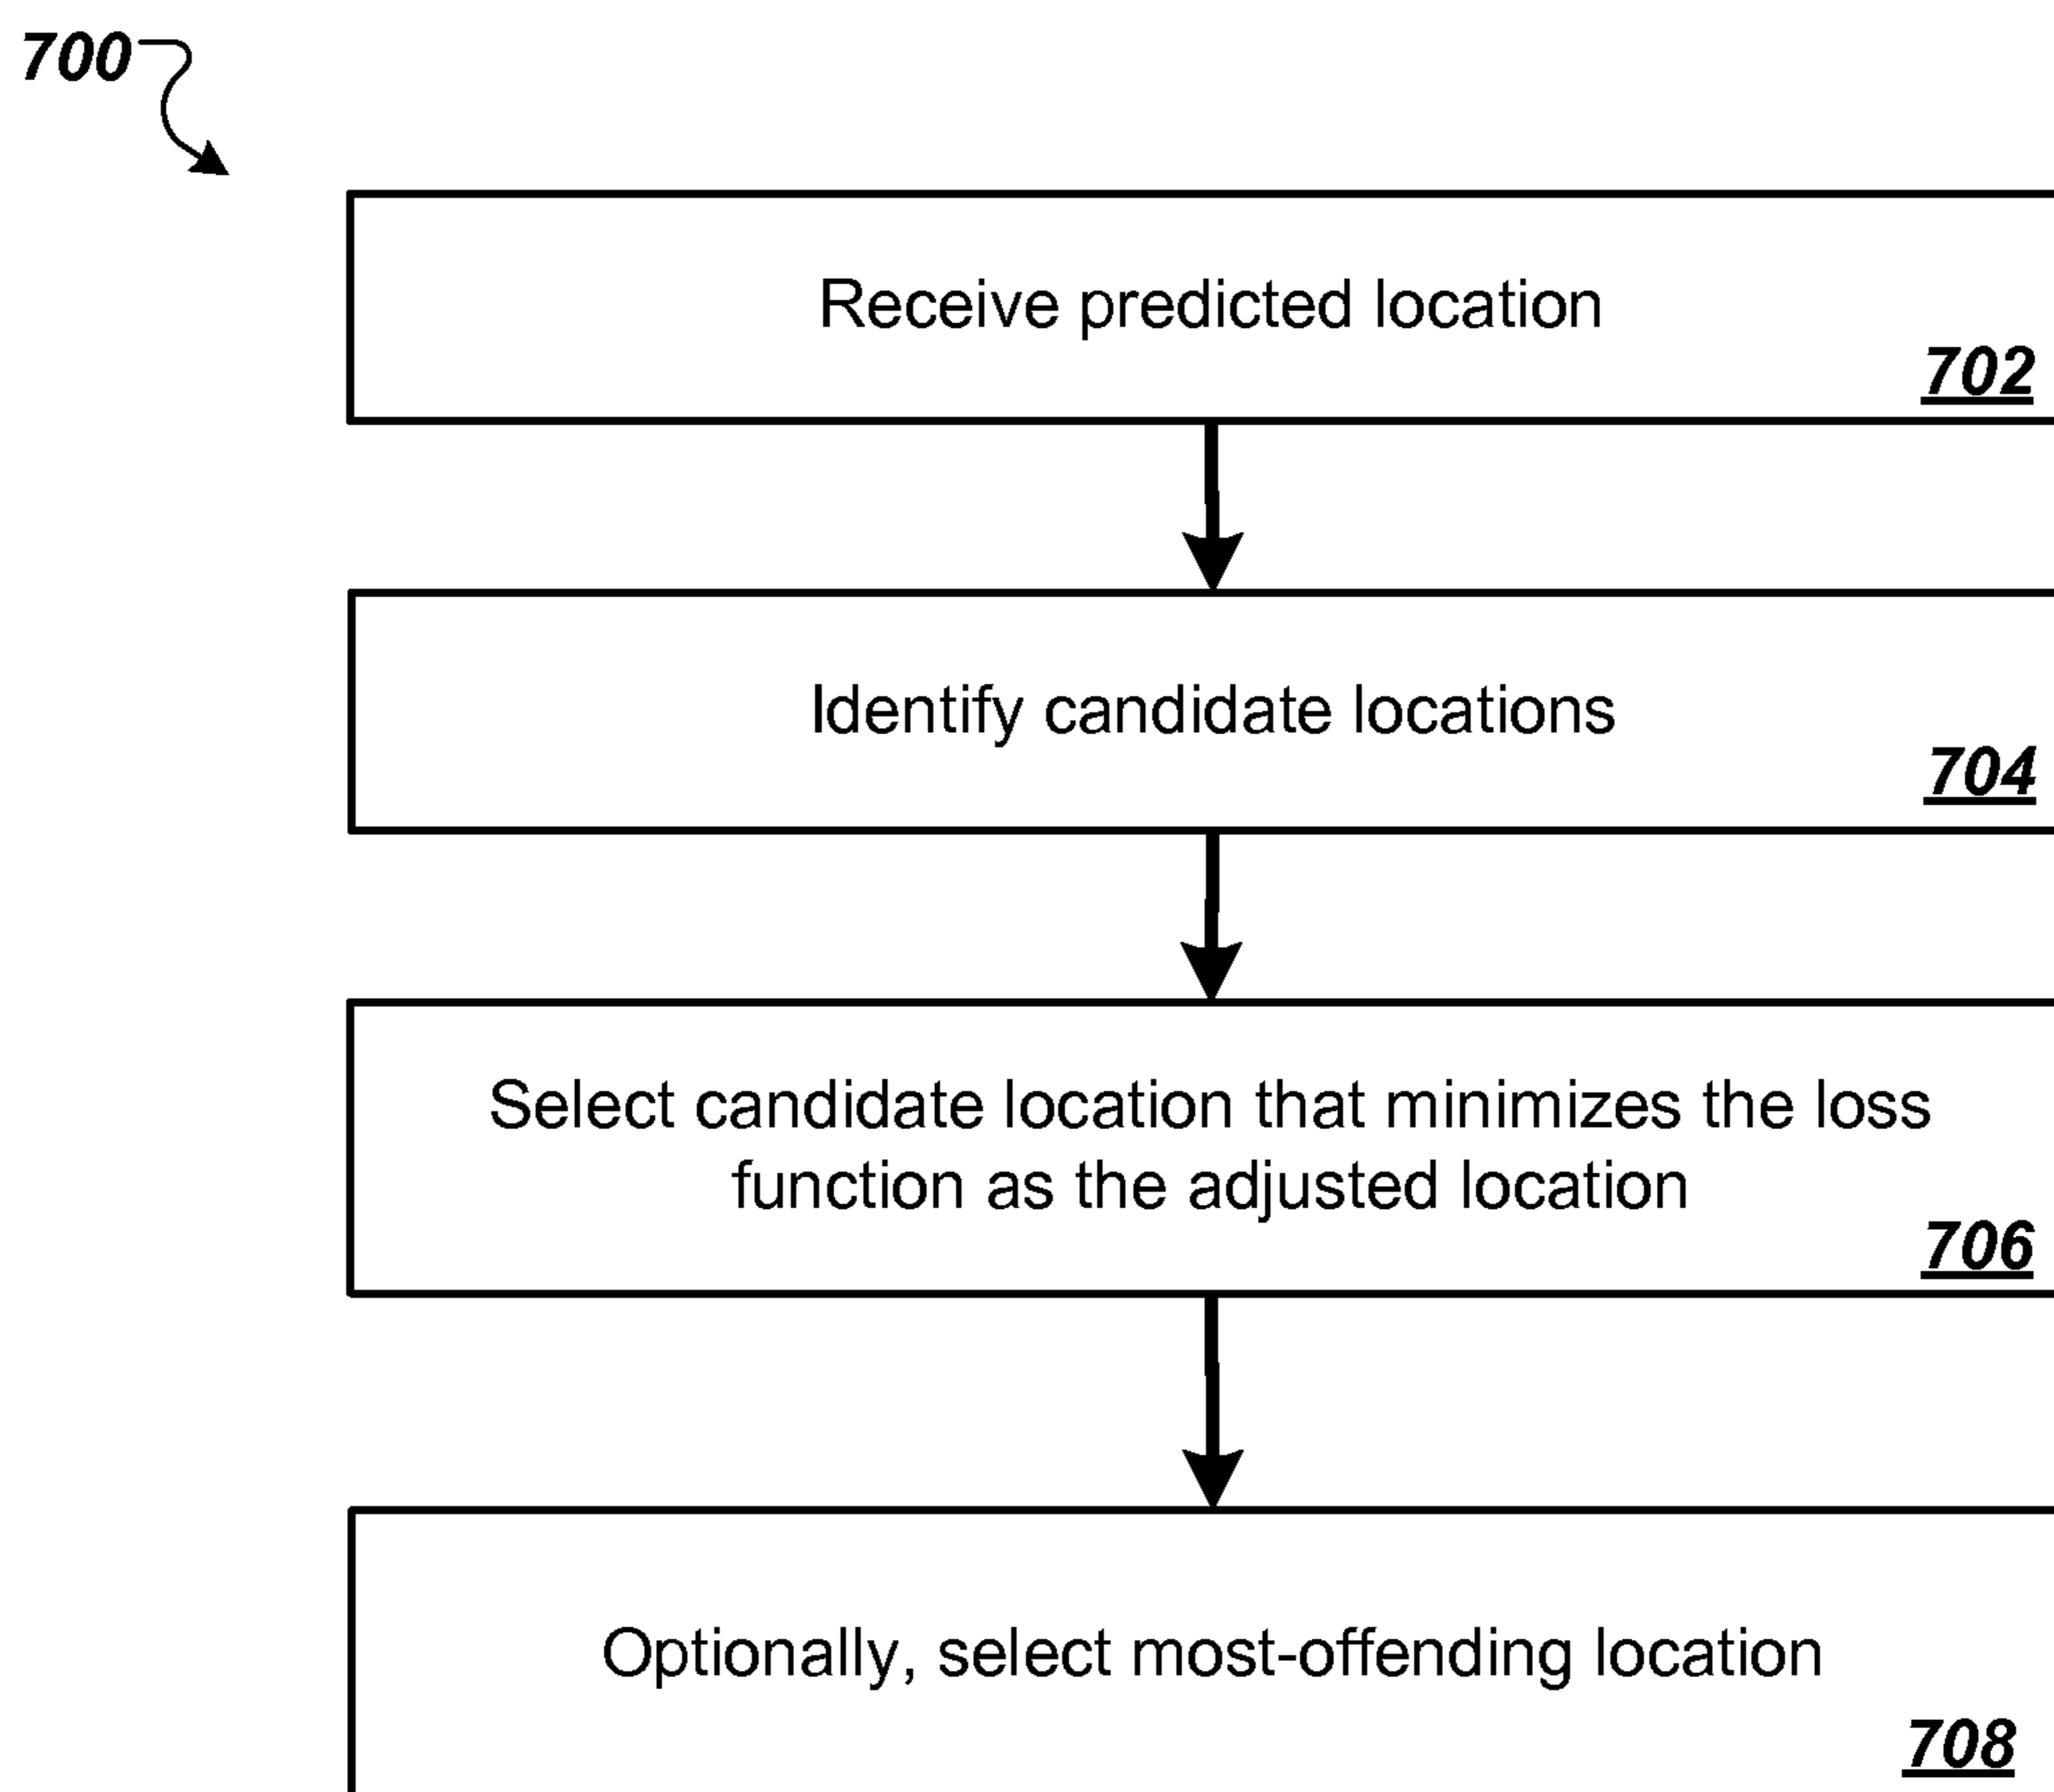 700
Receive predicted location
702
Identify candidate locations
704
Select candidate location that minimizes the loss
function as the adjusted location
706
Optionally, select most-offending location
708